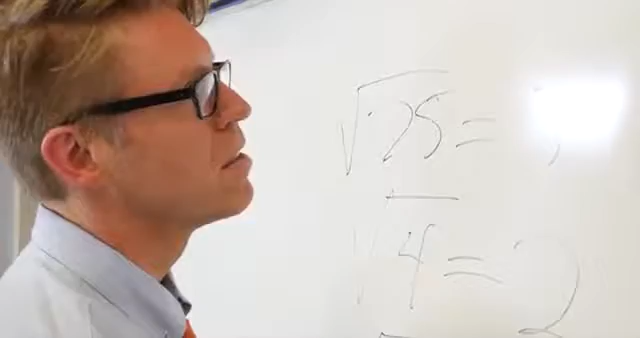 √25 =
√4 = 2